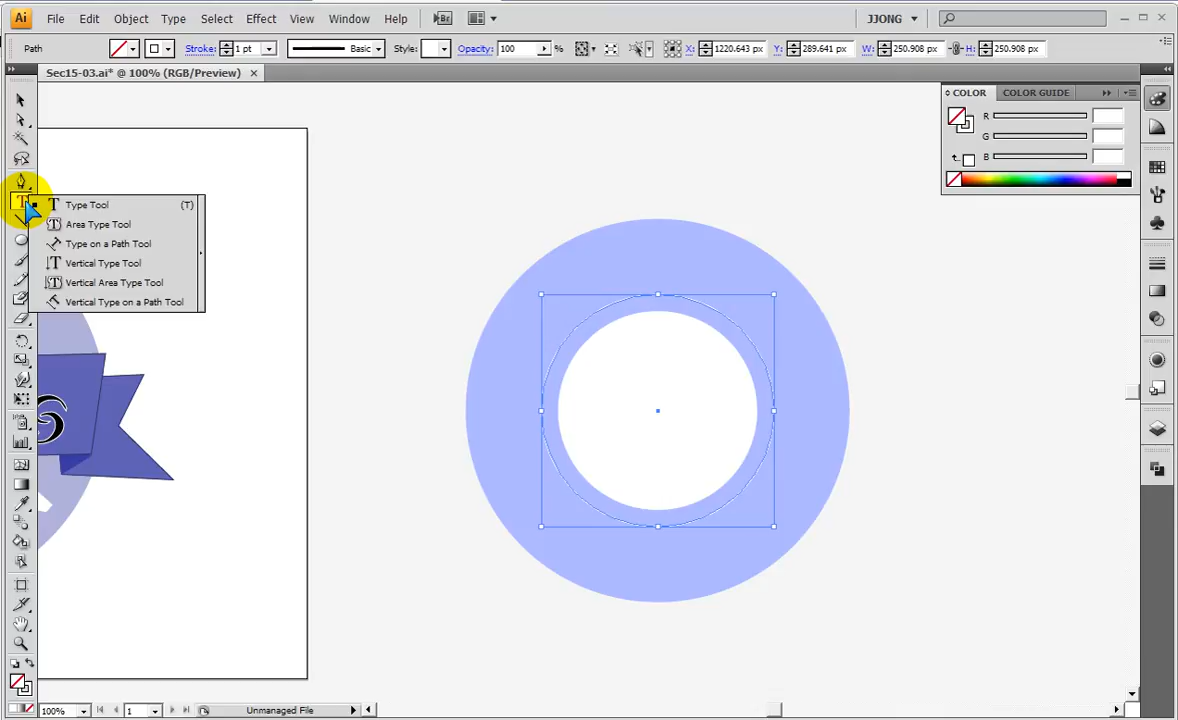 Ai File Edit Object Type Select Effect View Window Help Br JJONG
Path Stroke: 1 pt Basic Style: Opacity: 100 % X: 1220.643 px Y: 289.641 px W: 250.908 px H: 250.908 px
Sec15-03.ai* @ 100% (RGB/Preview)
COLOR COLOR GUIDE
R
G
B
T Type Tool (T)
Area Type Tool
Type on a Path Tool
Vertical Type Tool
Vertical Area Type Tool
Vertical Type on a Path Tool
S
100% 1 Unmanaged File